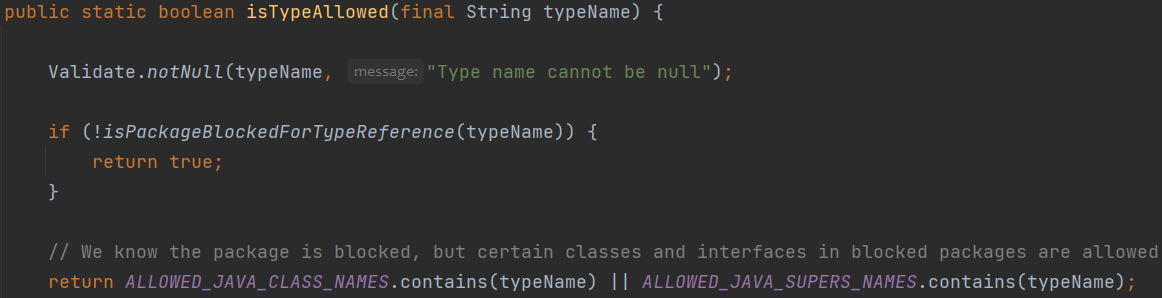 public static boolean isTypeAllowed(final String typeName) {
Validate.notNull(typeName, message: "Type name cannot be null");
if (!isPackageBlockedForTypeReference(typeName)) {
return true;
}
// We know the package is blocked, but certain classes and interfaces in blocked packages are allowed
return ALLOWED_JAVA_CLASS_NAMES.contains(typeName) || ALLOWED_JAVA_SUPERS_NAMES.contains(typeName);